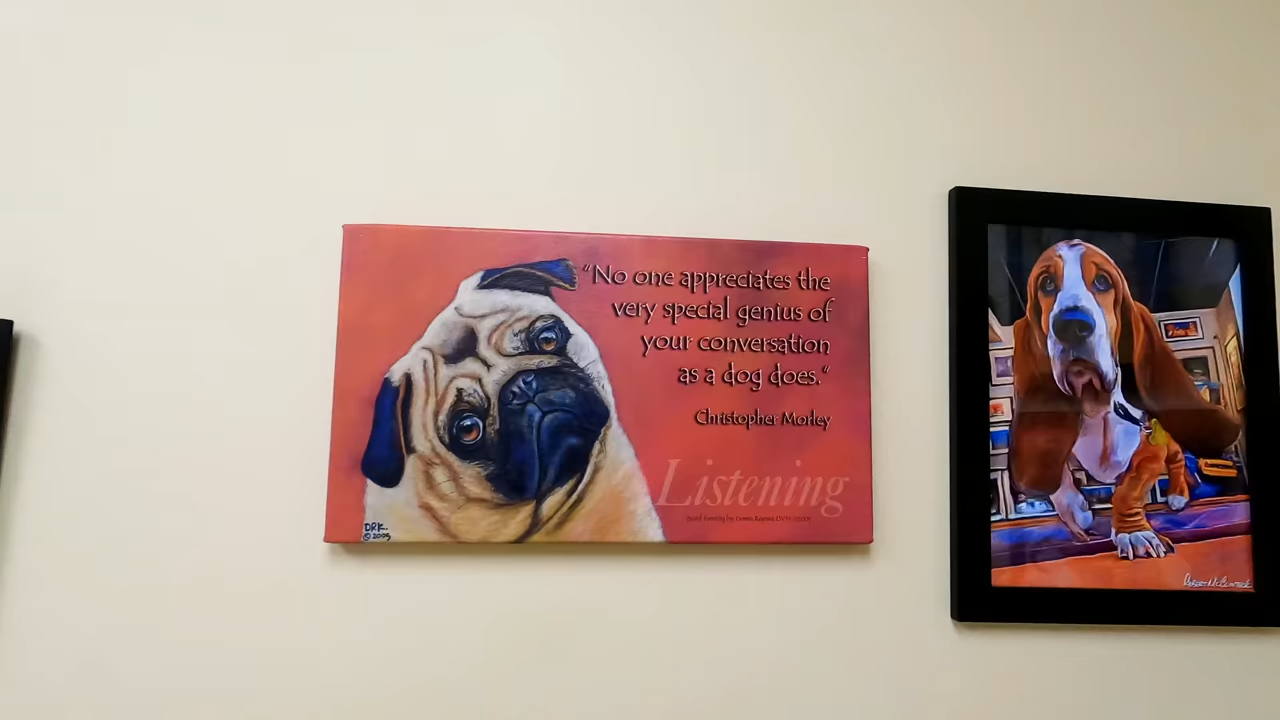 “No one appreciates the
very special genius of
your conversation
as a dog does.“
Christopher Morley
Listening
DRK.
©2005